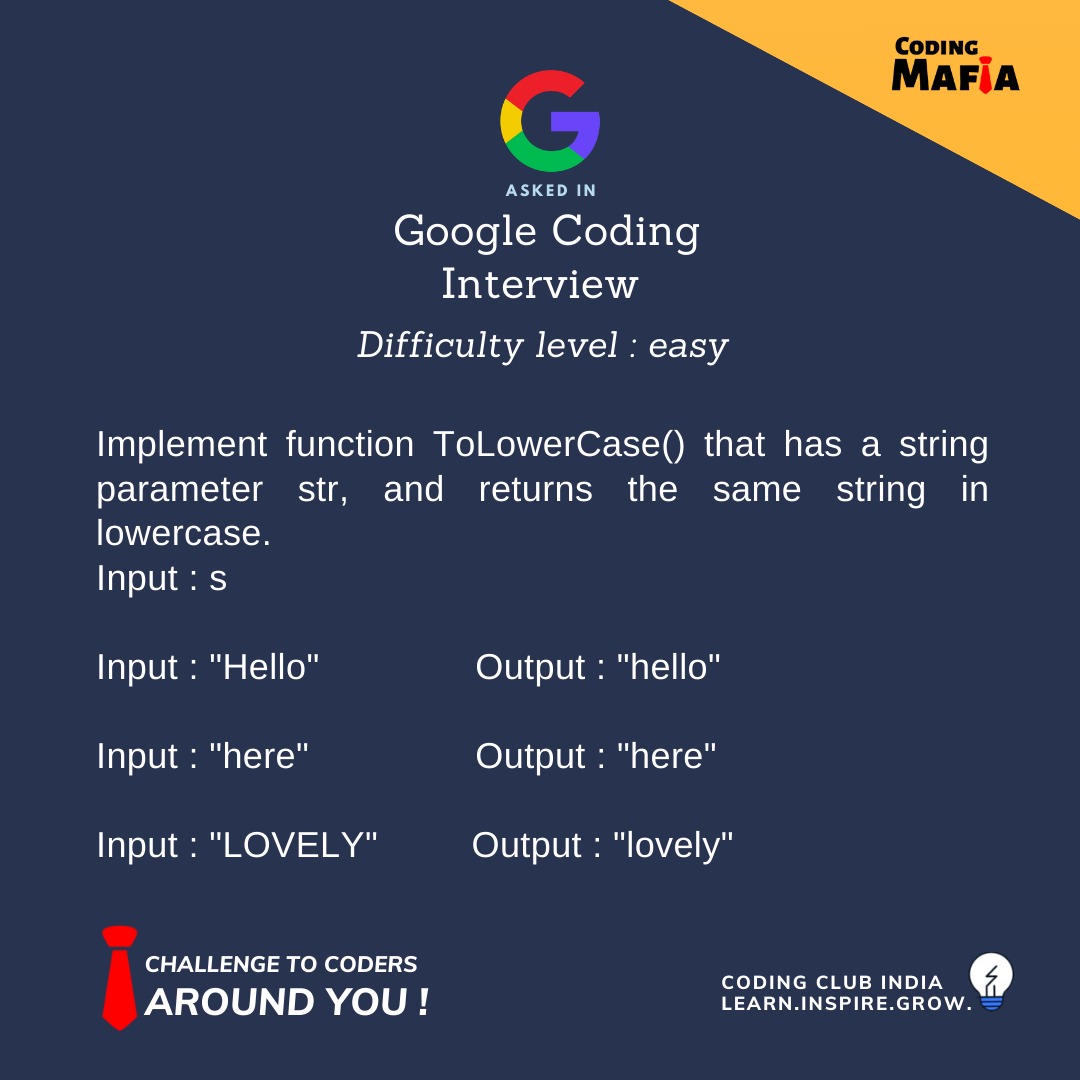 CODING
MAFIA
ASKED IN
Google Coding
Interview
Difficulty level : easy
Implement function ToLowerCase() that has a string
parameter str, and returns the same string in
lowercase.
Input : s
Input : "Hello" Output : "hello"
Input : "here" Output : "here"
Input : "LOVELY" Output : "lovely"
CHALLENGE TO CODERS
AROUND YOU !
CODING CLUB INDIA
LEARN.INSPIRE.GROW.